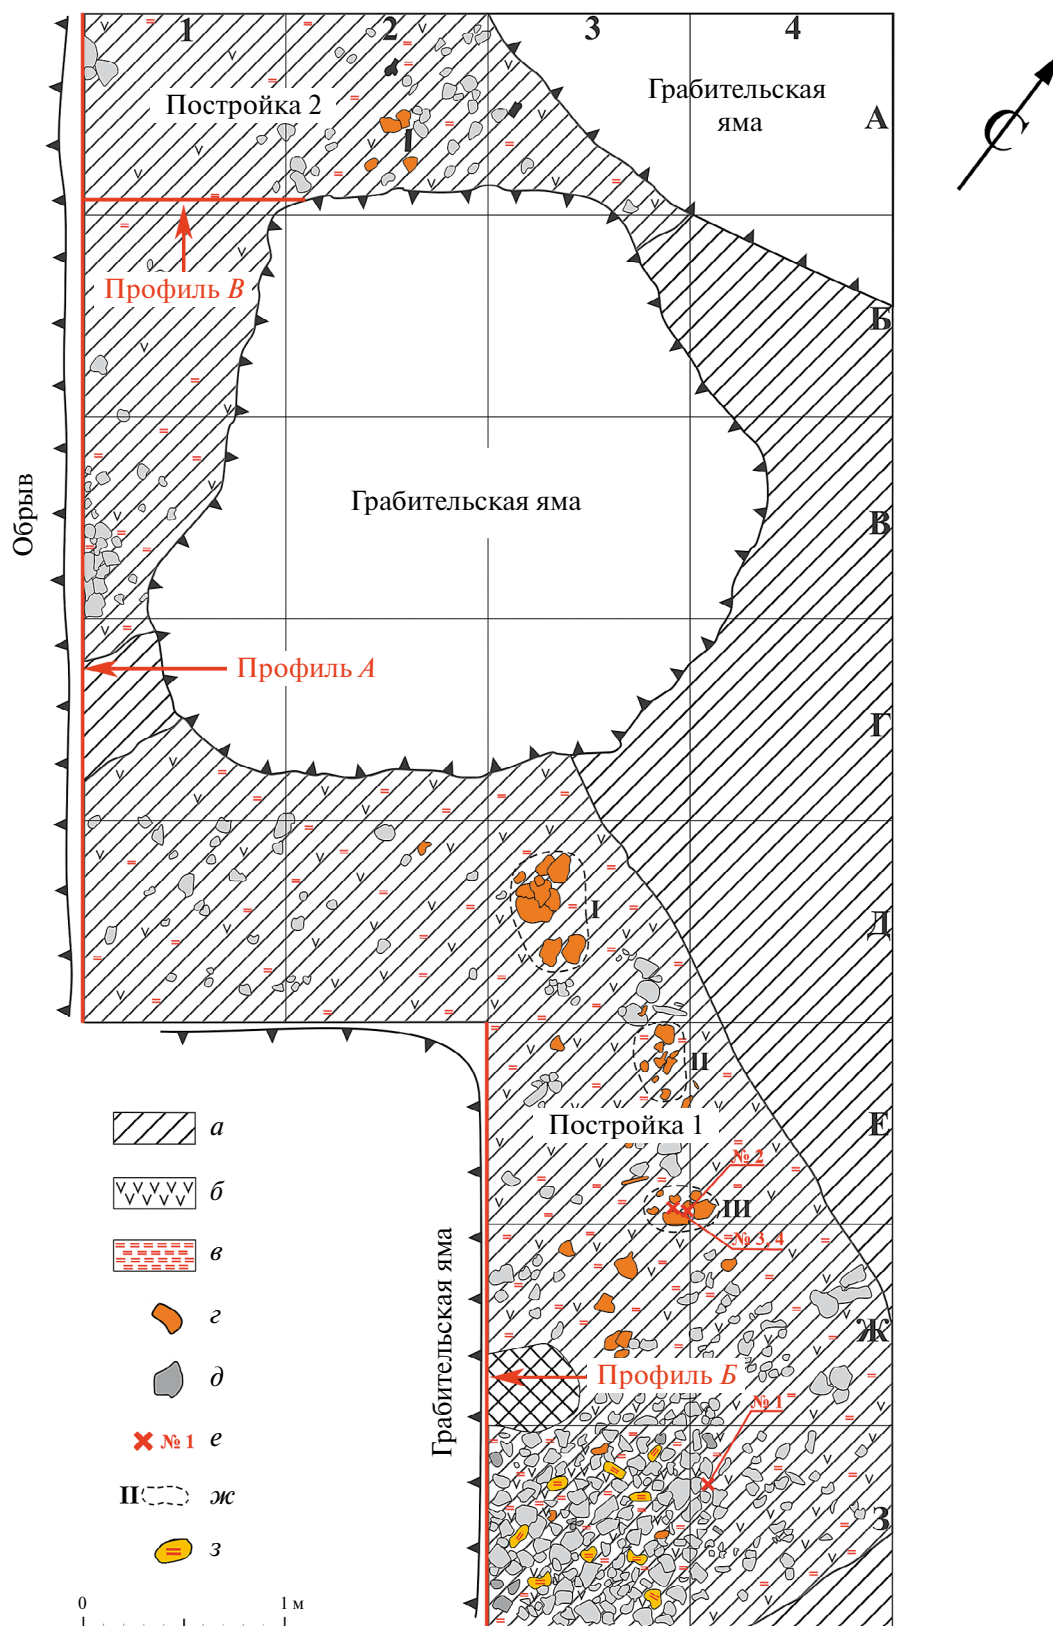 1
2
3
4
Грабительская
яма
А
С
Постройка 2
Профиль В
Б
Обрыв
Грабительская яма
В
Профиль А
Г
I
Д
II
Постройка 1
Е
№ 2
III
№ 3, 4
Грабительская яма
Ж
Профиль Б
№ 1
З
а
б
в
г
д
№ 1 е
II ж
з
0 1 м